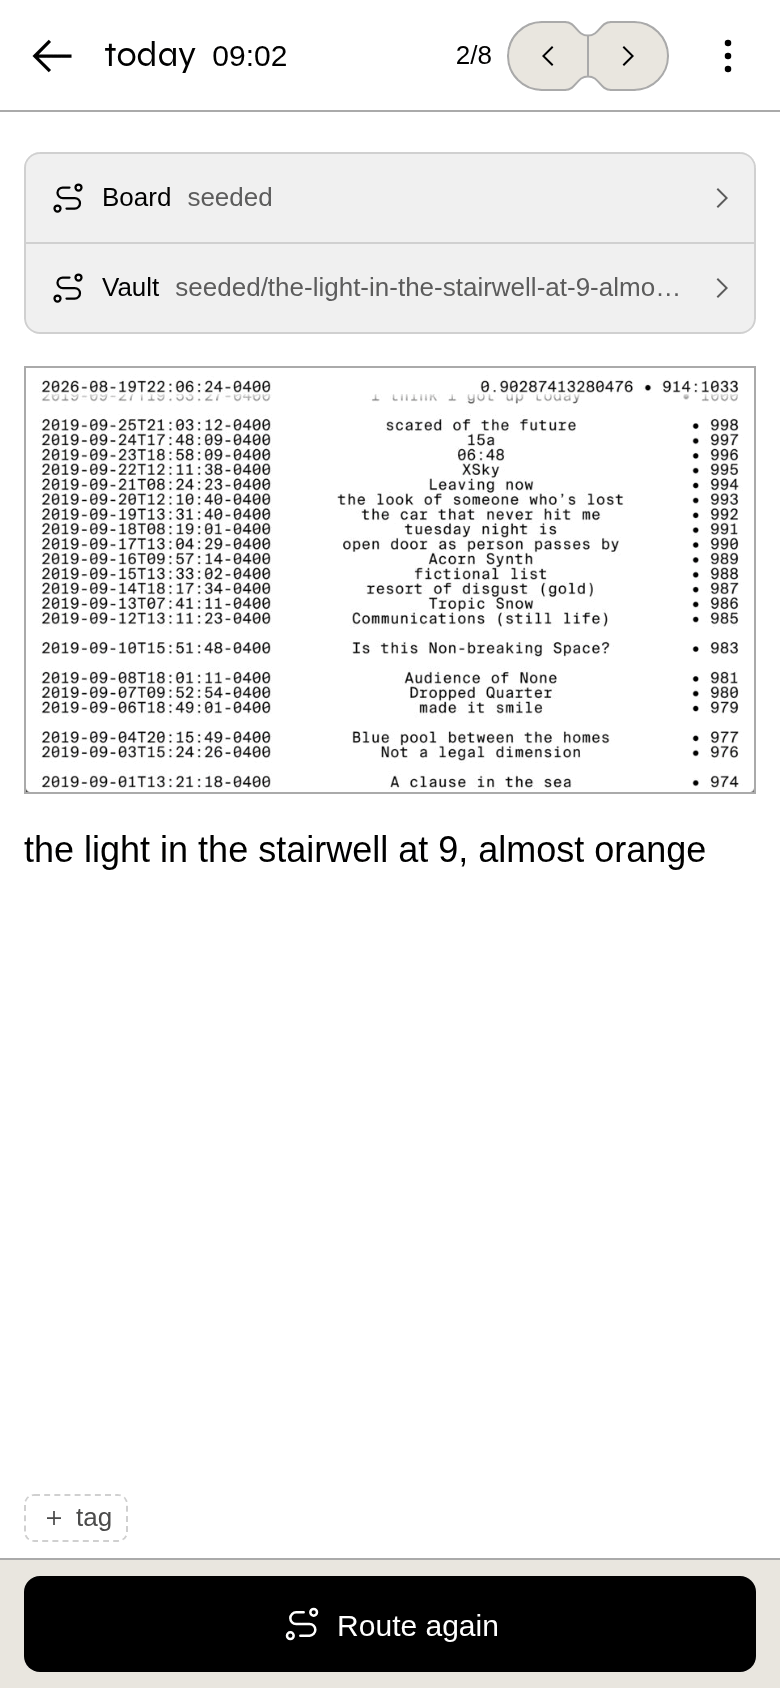 today 09:02 2/8
Board seeded
Vault seeded/the-light-in-the-stairwell-at-9-almo…
2026-08-19T22:06:24-0400 0.90287413280476 • 914:1033
2019-09-27T19:53:27-0400 I think I got up today • 1000
2019-09-25T21:03:12-0400 scared of the future • 998
2019-09-24T17:48:09-0400 15a • 997
2019-09-23T18:58:09-0400 06:48 • 996
2019-09-22T12:11:38-0400 XSky • 995
2019-09-21T08:24:23-0400 Leaving now • 994
2019-09-20T12:10:40-0400 the look of someone who's lost • 993
2019-09-19T13:31:40-0400 the car that never hit me • 992
2019-09-18T08:19:01-0400 tuesday night is • 991
2019-09-17T13:04:29-0400 open door as person passes by • 990
2019-09-16T09:57:14-0400 Acorn Synth • 989
2019-09-15T13:33:02-0400 fictional list • 988
2019-09-14T18:17:34-0400 resort of disgust (gold) • 987
2019-09-13T07:41:11-0400 Tropic Snow • 986
2019-09-12T13:11:23-0400 Communications (still life) • 985
2019-09-10T15:51:48-0400 Is this Non-breaking Space? • 983
2019-09-08T18:01:11-0400 Audience of None • 981
2019-09-07T09:52:54-0400 Dropped Quarter • 980
2019-09-06T18:49:01-0400 made it smile • 979
2019-09-04T20:15:49-0400 Blue pool between the homes • 977
2019-09-03T15:24:26-0400 Not a legal dimension • 976
2019-09-01T13:21:18-0400 A clause in the sea • 974
the light in the stairwell at 9, almost orange
+ tag
Route again